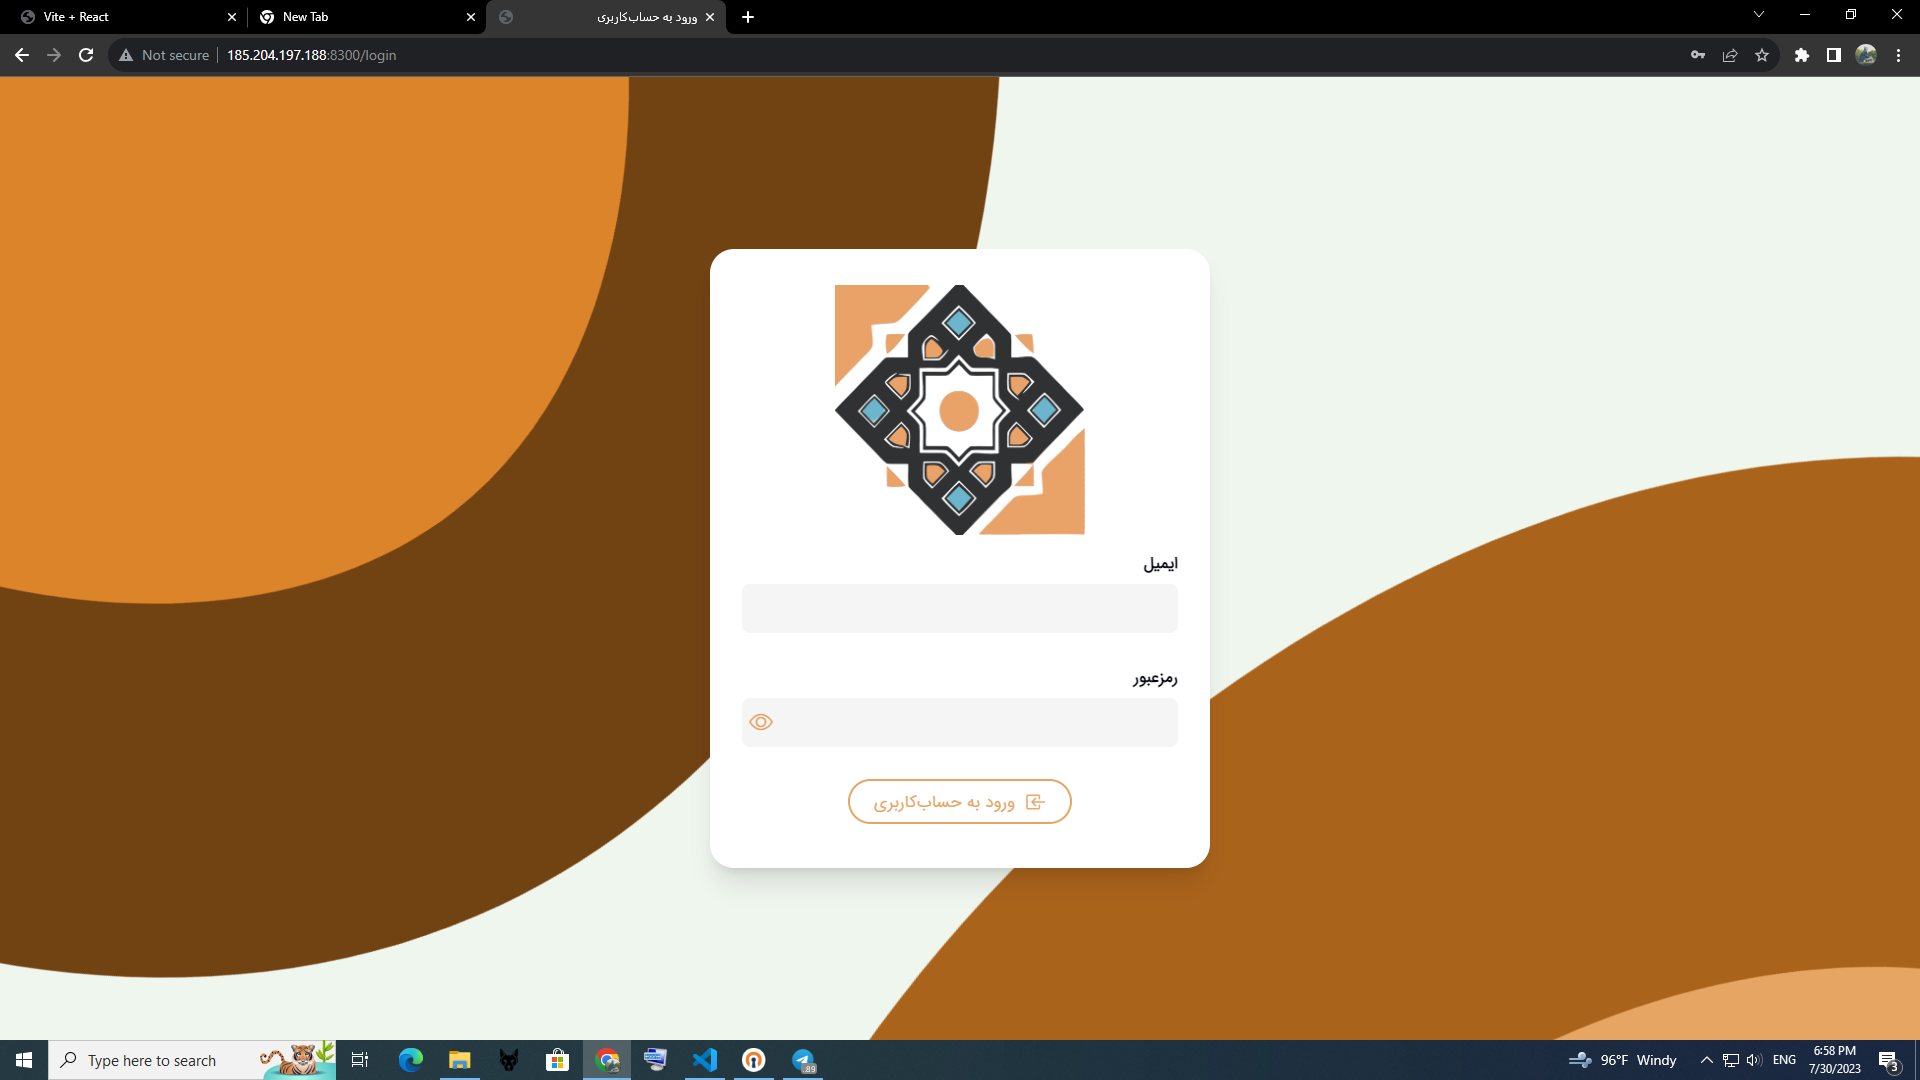 Vite + React
New Tab
ورود به حساب‌کاربری
Not secure
185.204.197.188:8300/login
ایمیل
رمزعبور
ورود به حساب‌کاربری
Type here to search
.89
96°F Windy
ENG
6:58 PM
7/30/2023
3